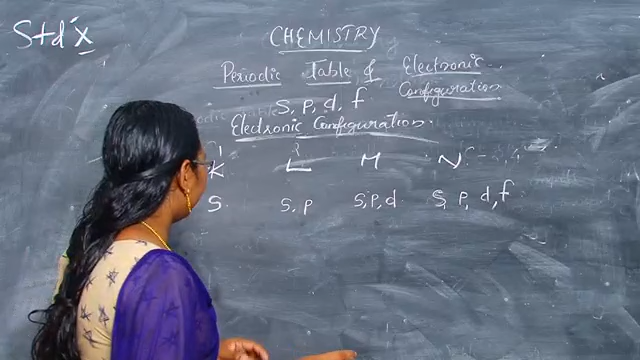 Std x
CHEMISTRY
Periodic Table & Electronic
Configuration
s, p, d, f
Electronic Configuration.
K L M N
s. s, p s, p, d s, p, d, f